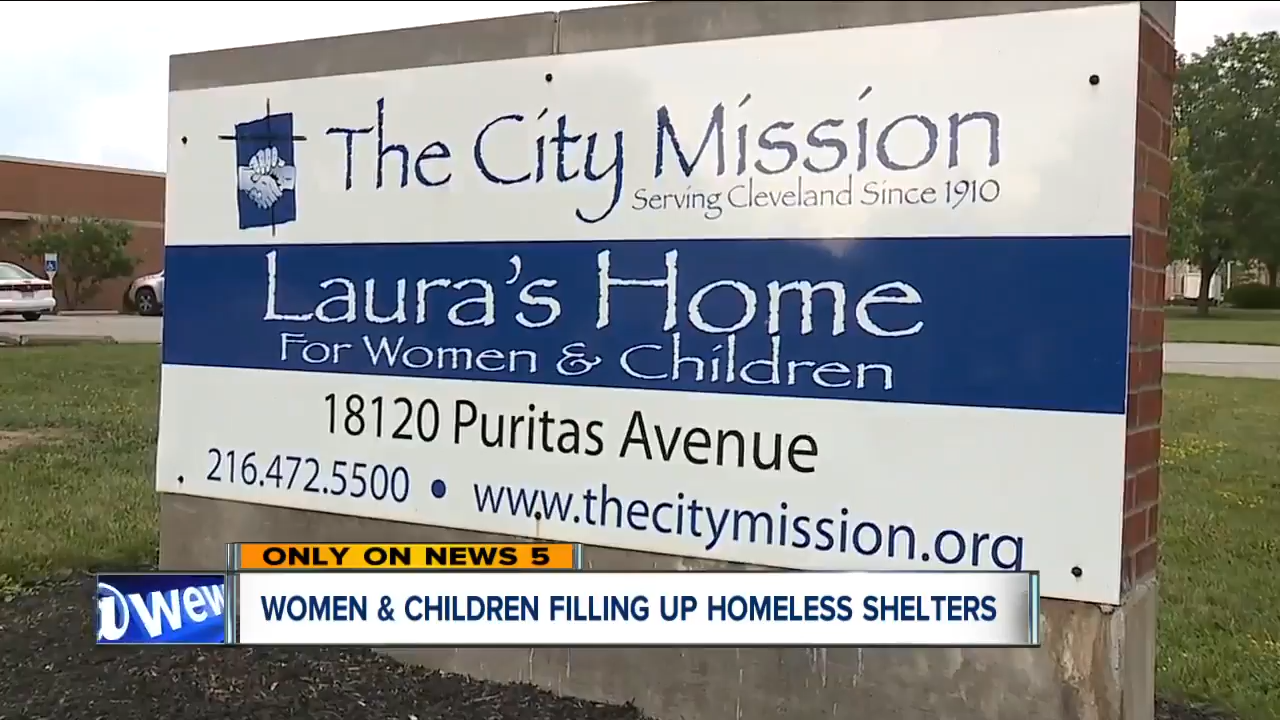 The City Mission
Serving Cleveland Since 1910
Laura's Home
For Women & Children
18120 Puritas Avenue
216.472.5500 • www.thecitymission.org
ONLY ON NEWS 5
WOMEN & CHILDREN FILLING UP HOMELESS SHELTERS